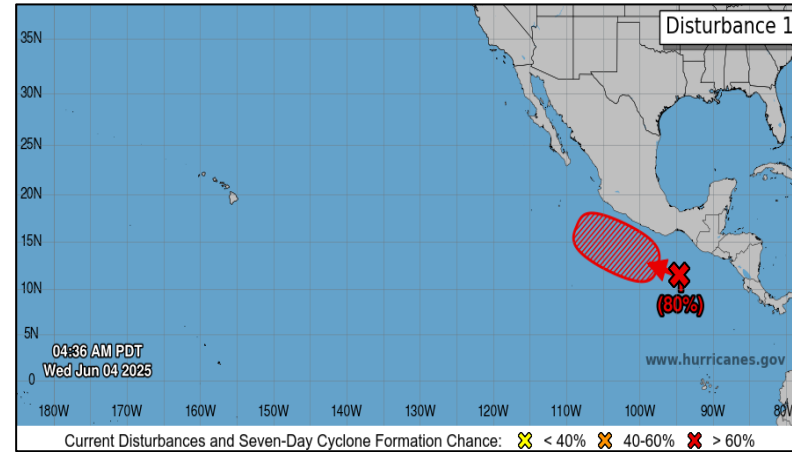 Disturbance 1
35N
30N
25N
20N
15N
10N
5N
0
(80%)
www.hurricanes.gov
04:36 AM PDT
Wed Jun 04 2025
180W 170W 160W 150W 140W 130W 120W 110W 100W 90W 80W
Current Disturbances and Seven-Day Cyclone Formation Chance: < 40% 40-60% > 60%